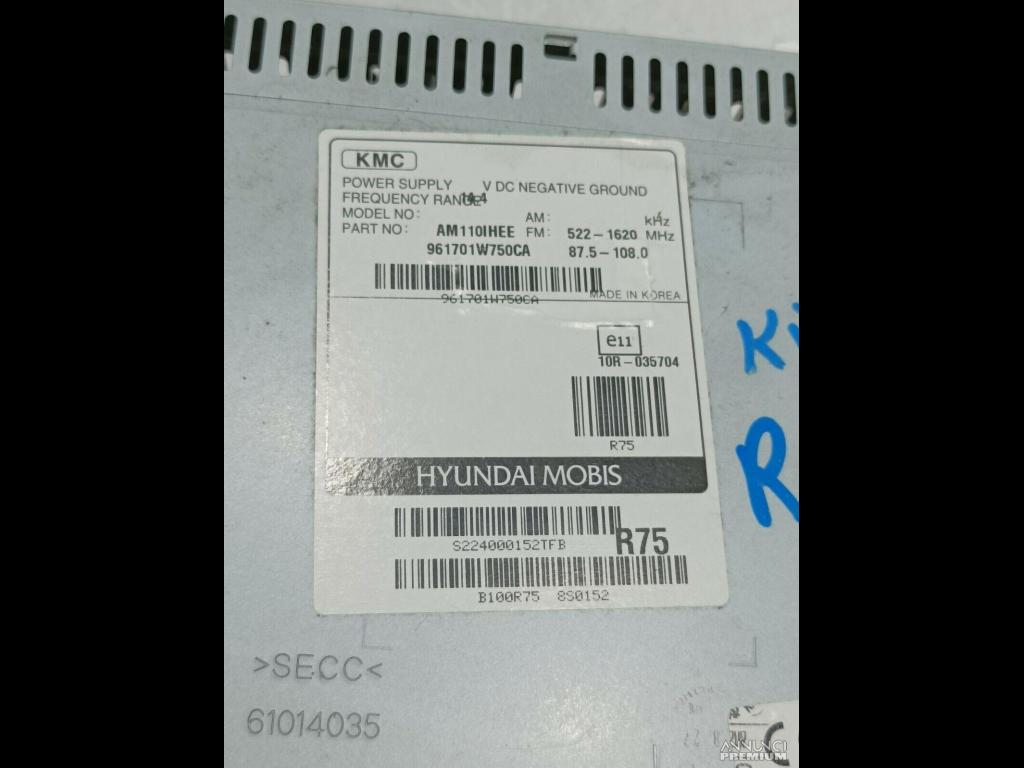 KMC
POWER SUPPLY 14.4 V DC NEGATIVE GROUND
FREQUENCY RANGE
MODEL NO: AM110IHEE AM: 522-1620 kHz
PART NO: 961701W750CA FM: 87.5-108.0 MHz
961701W750CA
MADE IN KOREA
e11
10R-035704
R75
HYUNDAI MOBIS
S224000152TFB
R75
B100R75 8S0152
>SECC<
61014035
Ki
R
ANNUNCI
PREMIUM